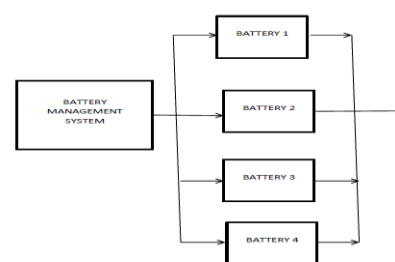 BATTERY 1
BATTERY
MANAGEMENT
SYSTEM
BATTERY 2
BATTERY 3
BATTERY 4